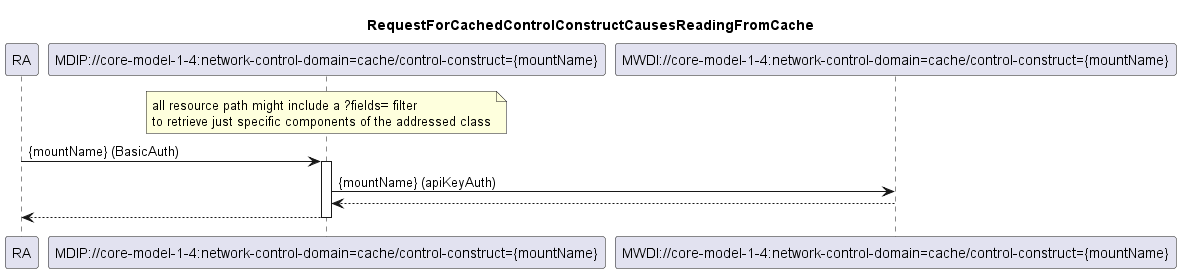 RequestForCachedControlConstructCausesReadingFromCache
RA
MDIP://core-model-1-4:network-control-domain=cache/control-construct={mountName}
MWDI://core-model-1-4:network-control-domain=cache/control-construct={mountName}
all resource path might include a ?fields= filter
to retrieve just specific components of the addressed class
{mountName} (BasicAuth)
{mountName} (apiKeyAuth)
RA
MDIP://core-model-1-4:network-control-domain=cache/control-construct={mountName}
MWDI://core-model-1-4:network-control-domain=cache/control-construct={mountName}